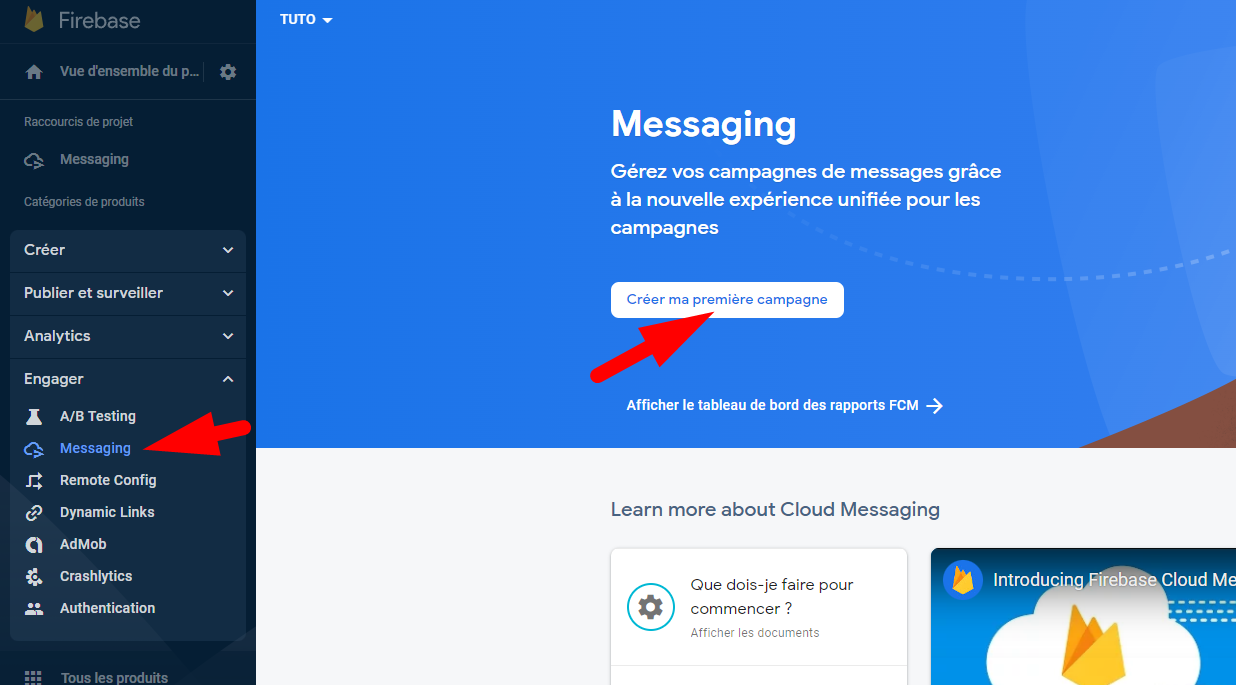 Firebase
TUTO
Vue d'ensemble du p...
Raccourcis de projet
Messaging
Catégories de produits
Créer
Publier et surveiller
Analytics
Engager
A/B Testing
Messaging
Remote Config
Dynamic Links
AdMob
Crashlytics
Authentication
Tous les produits
Messaging
Gérez vos campagnes de messages grâce
à la nouvelle expérience unifiée pour les
campagnes
Créer ma première campagne
Afficher le tableau de bord des rapports FCM
Learn more about Cloud Messaging
Que dois-je faire pour
commencer ?
Afficher les documents
Introducing Firebase Cloud Me